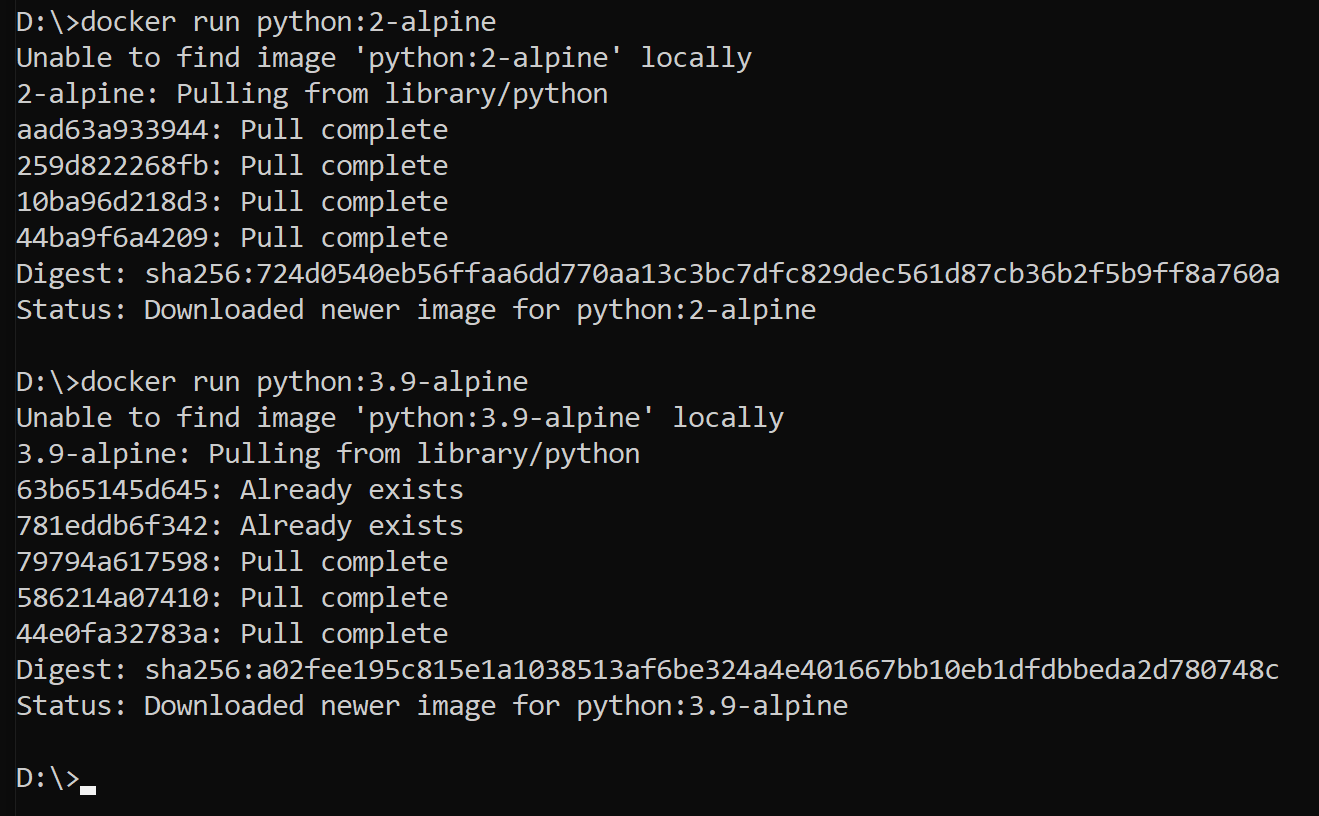 D:\>docker run python:2-alpine
Unable to find image 'python:2-alpine' locally
2-alpine: Pulling from library/python
aad63a933944: Pull complete
259d822268fb: Pull complete
10ba96d218d3: Pull complete
44ba9f6a4209: Pull complete
Digest: sha256:724d0540eb56ffaa6dd770aa13c3bc7dfc829dec561d87cb36b2f5b9ff8a760a
Status: Downloaded newer image for python:2-alpine
D:\>docker run python:3.9-alpine
Unable to find image 'python:3.9-alpine' locally
3.9-alpine: Pulling from library/python
63b65145d645: Already exists
781eddb6f342: Already exists
79794a617598: Pull complete
586214a07410: Pull complete
44e0fa32783a: Pull complete
Digest: sha256:a02fee195c815e1a1038513af6be324a4e401667bb10eb1dfdbbeda2d780748c
Status: Downloaded newer image for python:3.9-alpine
D:\>